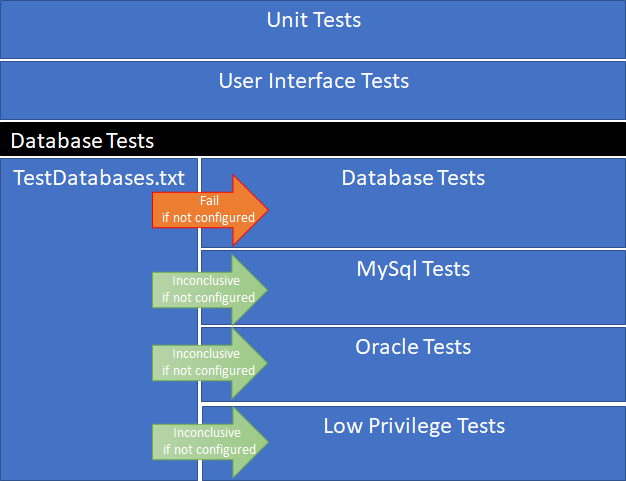 Unit Tests
User Interface Tests
Database Tests
TestDatabases.txt
Database Tests
Fail
if not configured
MySql Tests
Inconclusive
if not configured
Oracle Tests
Inconclusive
if not configured
Low Privilege Tests
Inconclusive
if not configured